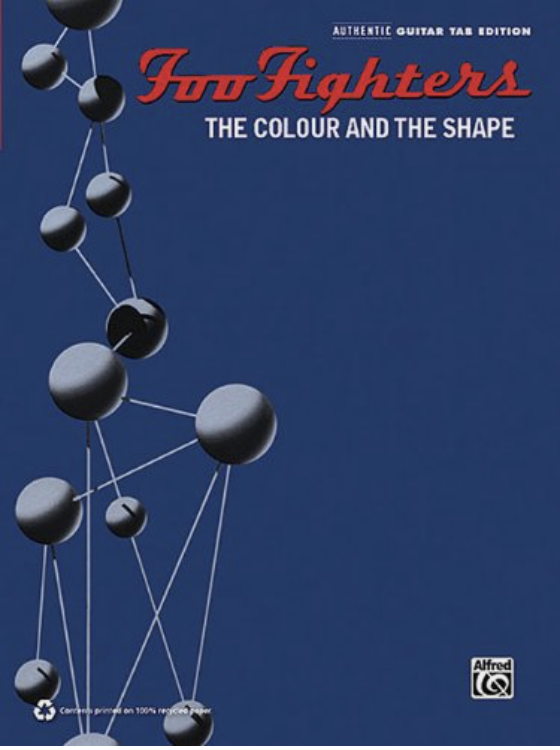 AUTHENTIC GUITAR TAB EDITION
Foo Fighters
THE COLOUR AND THE SHAPE
Alfred
Contents printed on 100% recycled paper.